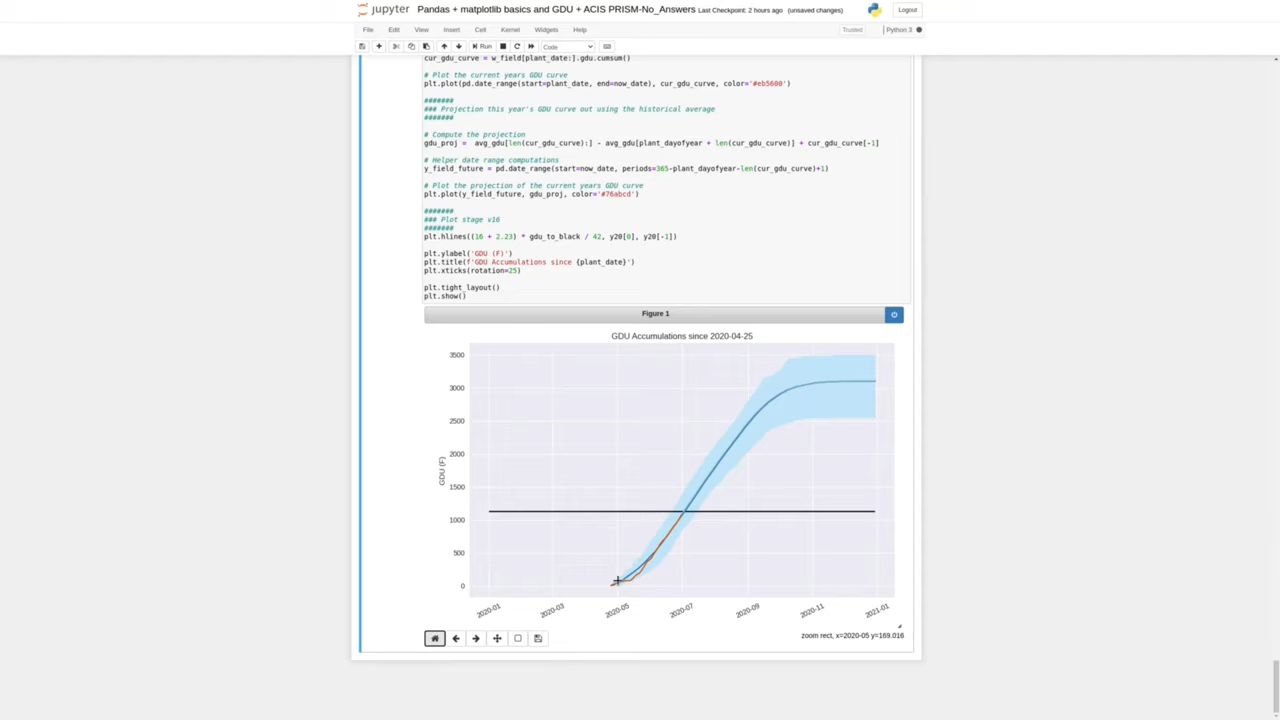 jupyter Pandas + matplotlib basics and GDU + ACIS PRISM-No_Answers Last Checkpoint: 2 hours ago (unsaved changes) Logout
File Edit View Insert Cell Kernel Widgets Help Trusted Python 3
Run Code
cur_gdu_curve = w_field[plant_date:].gdu.cumsum()
# Plot the current years GDU curve
plt.plot(pd.date_range(start=plant_date, end=now_date), cur_gdu_curve, color='#eb5600')
#######
### Projection this year's GDU curve out using the historical average
#######
# Compute the projection
gdu_proj =  avg_gdu[len(cur_gdu_curve):] - avg_gdu[plant_dayofyear + len(cur_gdu_curve)] + cur_gdu_curve[-1]
# Helper date range computations
y_field_future = pd.date_range(start=now_date, periods=365-plant_dayofyear-len(cur_gdu_curve)+1)
# Plot the projection of the current years GDU curve
plt.plot(y_field_future, gdu_proj, color='#76abcd')
#######
### Plot stage v16
#######
plt.hlines((16 + 2.23) * gdu_to_black / 42, y20[0], y20[-1])
plt.ylabel('GDU (F)')
plt.title(f'GDU Accumulations since {plant_date}')
plt.xticks(rotation=25)
plt.tight_layout()
plt.show()
Figure 1
GDU Accumulations since 2020-04-25
3500
3000
2500
2000
1500
1000
500
0
GDU (F)
2020-01 2020-03 2020-05 2020-07 2020-09 2020-11 2021-01
zoom rect, x=2020-05 y=169.016